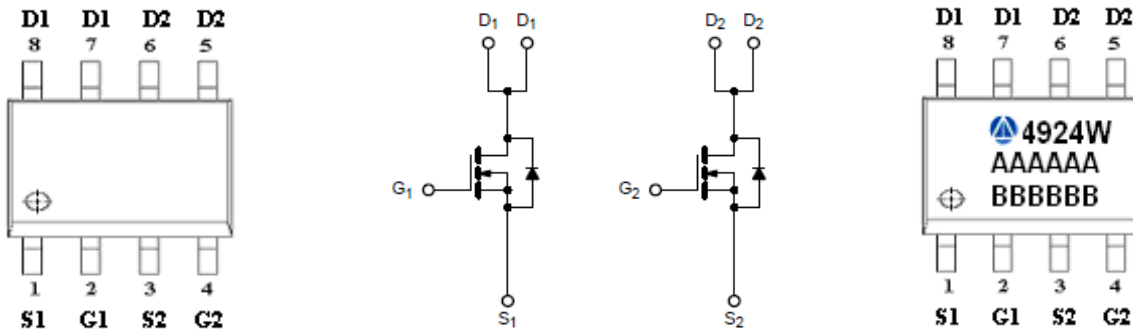 D1 D1 D2 D2
8 7 6 5
1 2 3 4
S1 G1 S2 G2
D1 D1
G1
S1
D2 D2
G2
S2
D1 D1 D2 D2
8 7 6 5
4924W
AAAAAA
BBBBBB
1 2 3 4
S1 G1 S2 G2